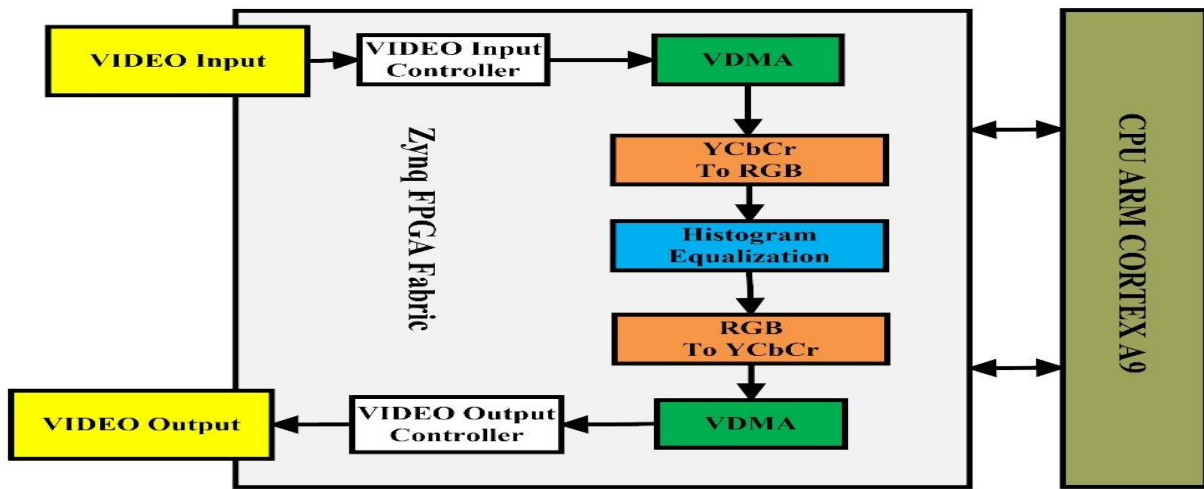 VIDEO Input
VIDEO Input
Controller
VDMA
YCbCr
To RGB
Histogram
Equalization
RGB
To YCbCr
VDMA
VIDEO Output
Controller
VIDEO Output
Zynq FPGA Fabric
CPU ARM CORTEX A9